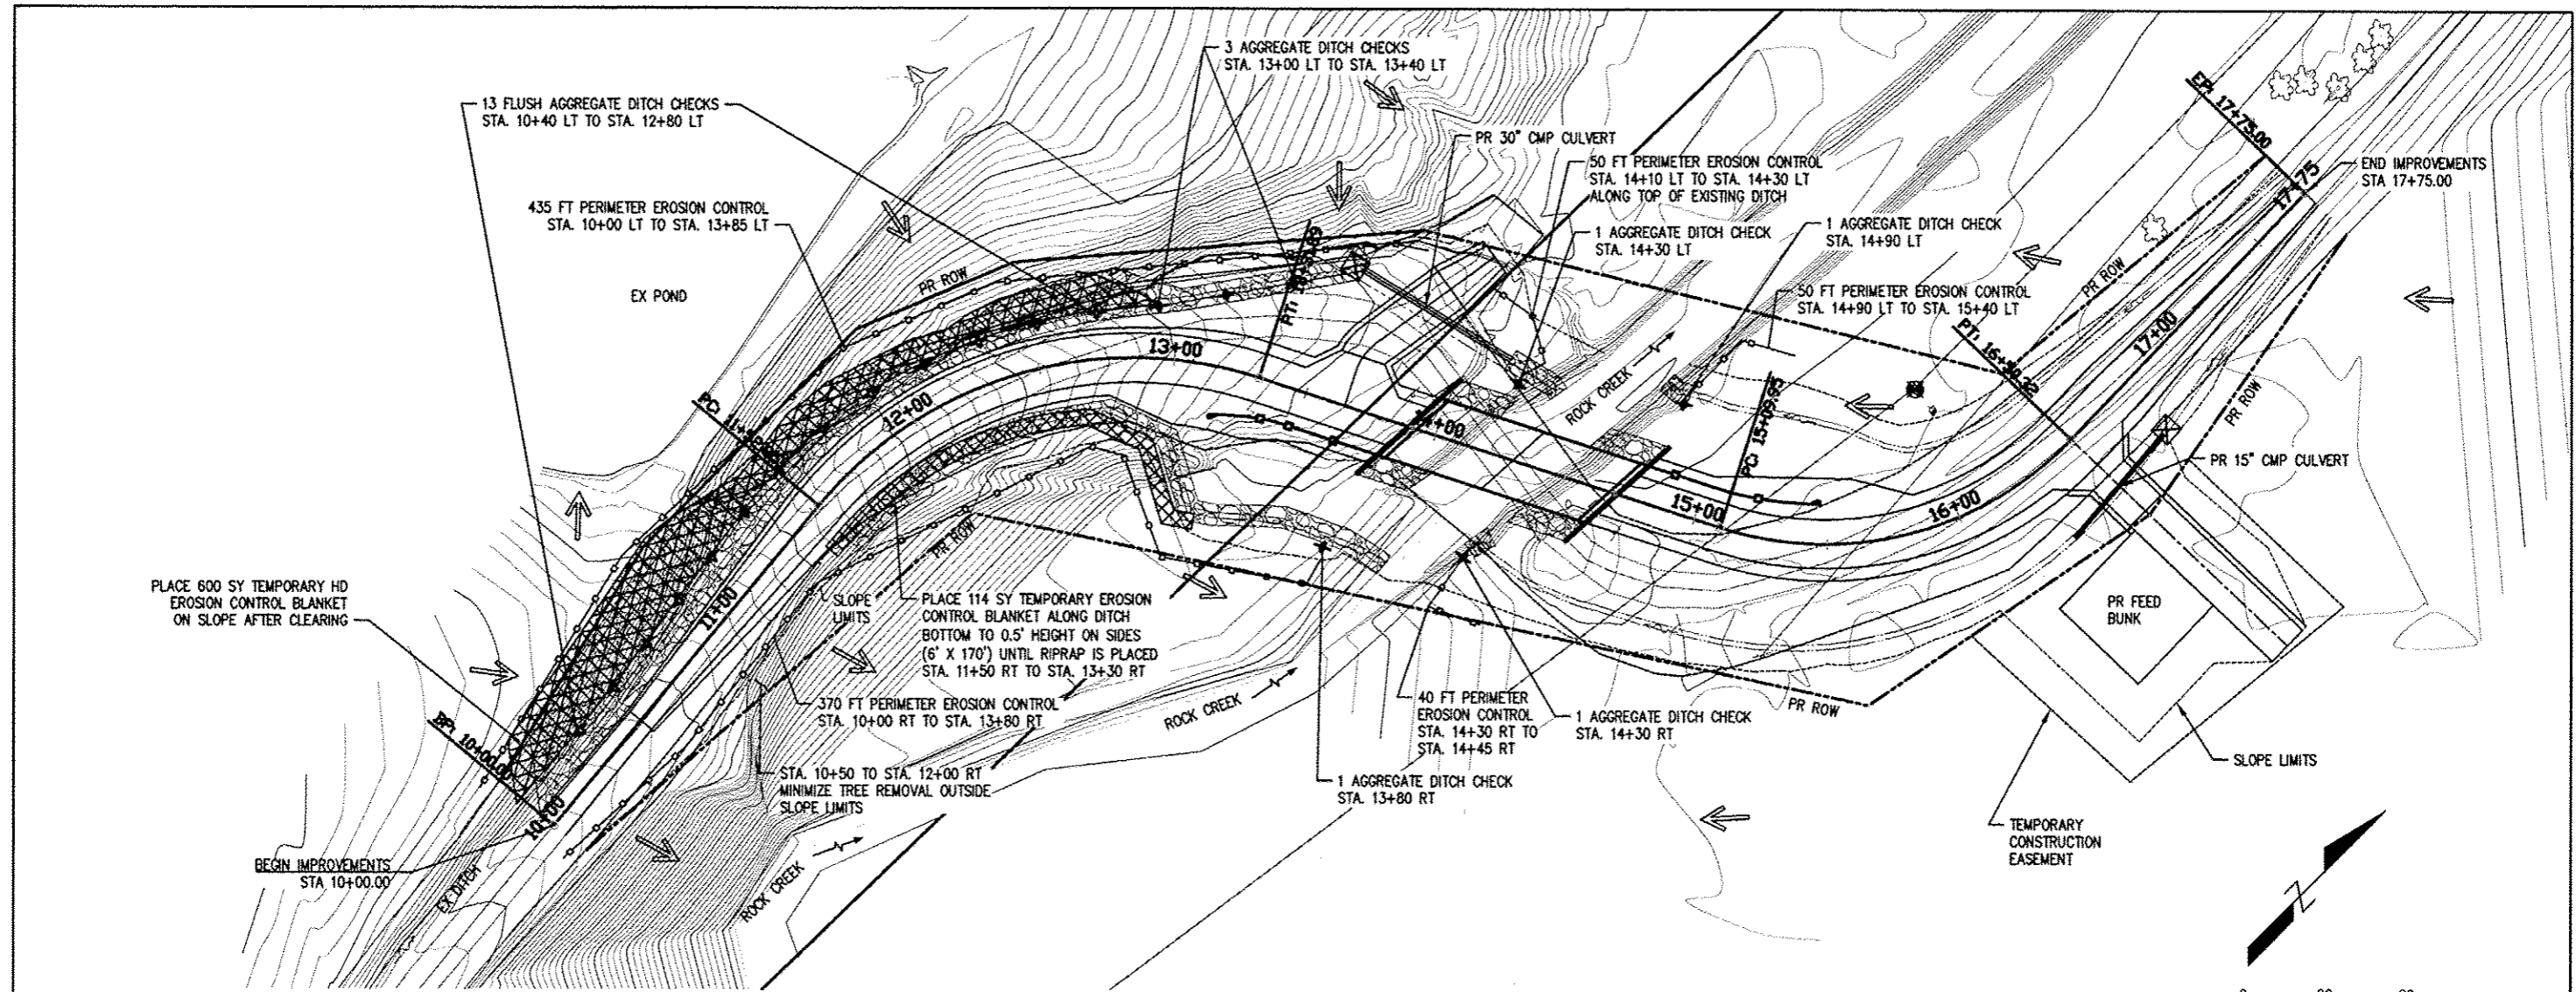 3 AGGREGATE DITCH CHECKS
STA. 13+00 LT TO STA. 13+40 LT
13 FLUSH AGGREGATE DITCH CHECKS
STA. 10+40 LT TO STA. 12+80 LT
PR 30" CMP CULVERT
50 FT PERIMETER EROSION CONTROL
STA. 14+10 LT TO STA. 14+30 LT
ALONG TOP OF EXISTING DITCH
EP: 17+75.00
END IMPROVEMENTS
STA 17+75.00
17+75
435 FT PERIMETER EROSION CONTROL
STA. 10+00 LT TO STA. 13+85 LT
1 AGGREGATE DITCH CHECK
STA. 14+30 LT
1 AGGREGATE DITCH CHECK
STA. 14+90 LT
EX POND
PR ROW
PT:
50 FT PERIMETER EROSION CONTROL
STA. 14+90 LT TO STA. 15+40 LT
PR ROW
17+00
13+00
ROCK CREEK
PT: 16+
PR ROW
12+00
PC: 11+
14+00
PC: 15+09.95
PR 15" CMP CULVERT
15+00
16+00
PR ROW
11+00
PLACE 600 SY TEMPORARY HD
EROSION CONTROL BLANKET
ON SLOPE AFTER CLEARING
SLOPE
LIMITS
PLACE 114 SY TEMPORARY EROSION
CONTROL BLANKET ALONG DITCH
BOTTOM TO 0.5' HEIGHT ON SIDES
(6' X 170') UNTIL RIPRAP IS PLACED
STA. 11+50 RT TO STA. 13+30 RT
PR FEED
BUNK
370 FT PERIMETER EROSION CONTROL
STA. 10+00 RT TO STA. 13+80 RT
ROCK CREEK
40 FT PERIMETER
EROSION CONTROL
STA. 14+30 RT TO
STA. 14+45 RT
1 AGGREGATE DITCH CHECK
STA. 14+30 RT
PR ROW
BP: 10+00.00
10+00
STA. 10+50 TO STA. 12+00 RT
MINIMIZE TREE REMOVAL OUTSIDE
SLOPE LIMITS
1 AGGREGATE DITCH CHECK
STA. 13+80 RT
SLOPE LIMITS
TEMPORARY
CONSTRUCTION
EASEMENT
BEGIN IMPROVEMENTS
STA 10+00.00
EX DITCH
ROCK CREEK
Z